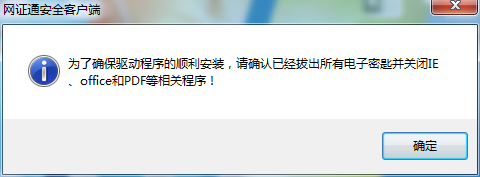 网证通安全客户端
为了确保驱动程序的顺利安装，请确认已经拔出所有电子密匙并关闭IE
、office和PDF等相关程序！
确定